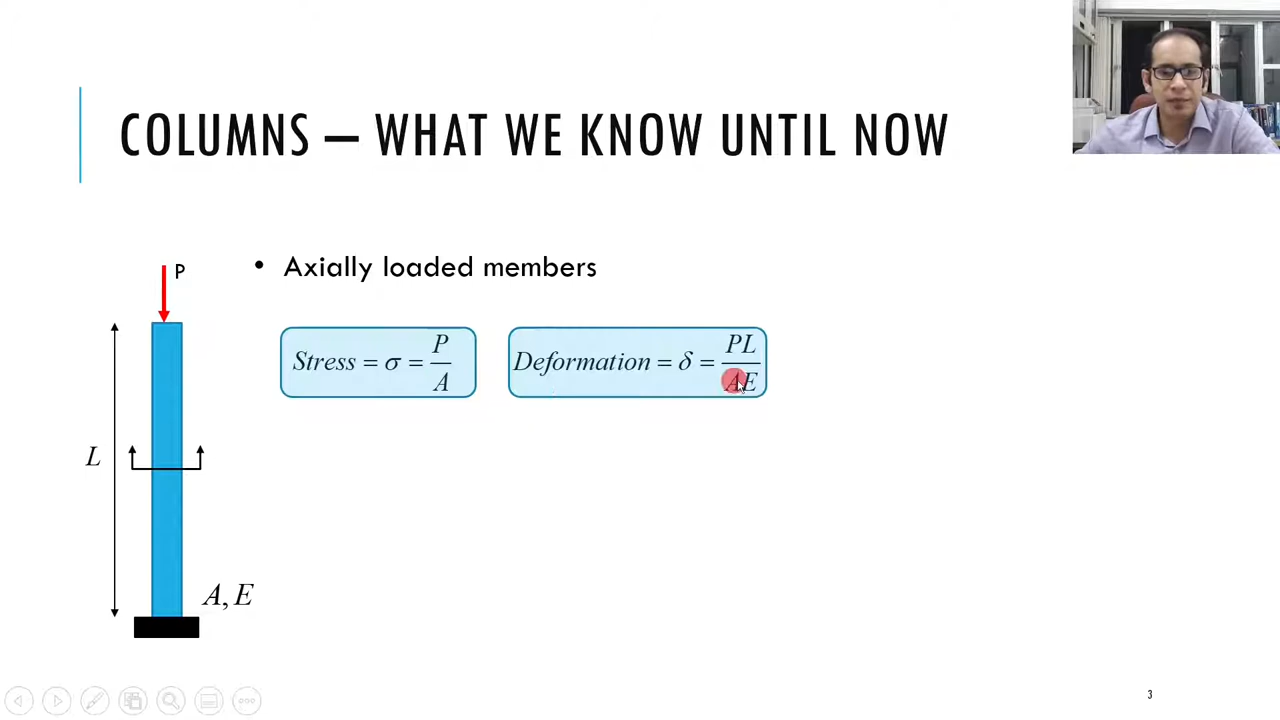 COLUMNS – WHAT WE KNOW UNTIL NOW
P
• Axially loaded members
Stress = σ = P/A
Deformation = δ = PL/AE
L
A, E
3